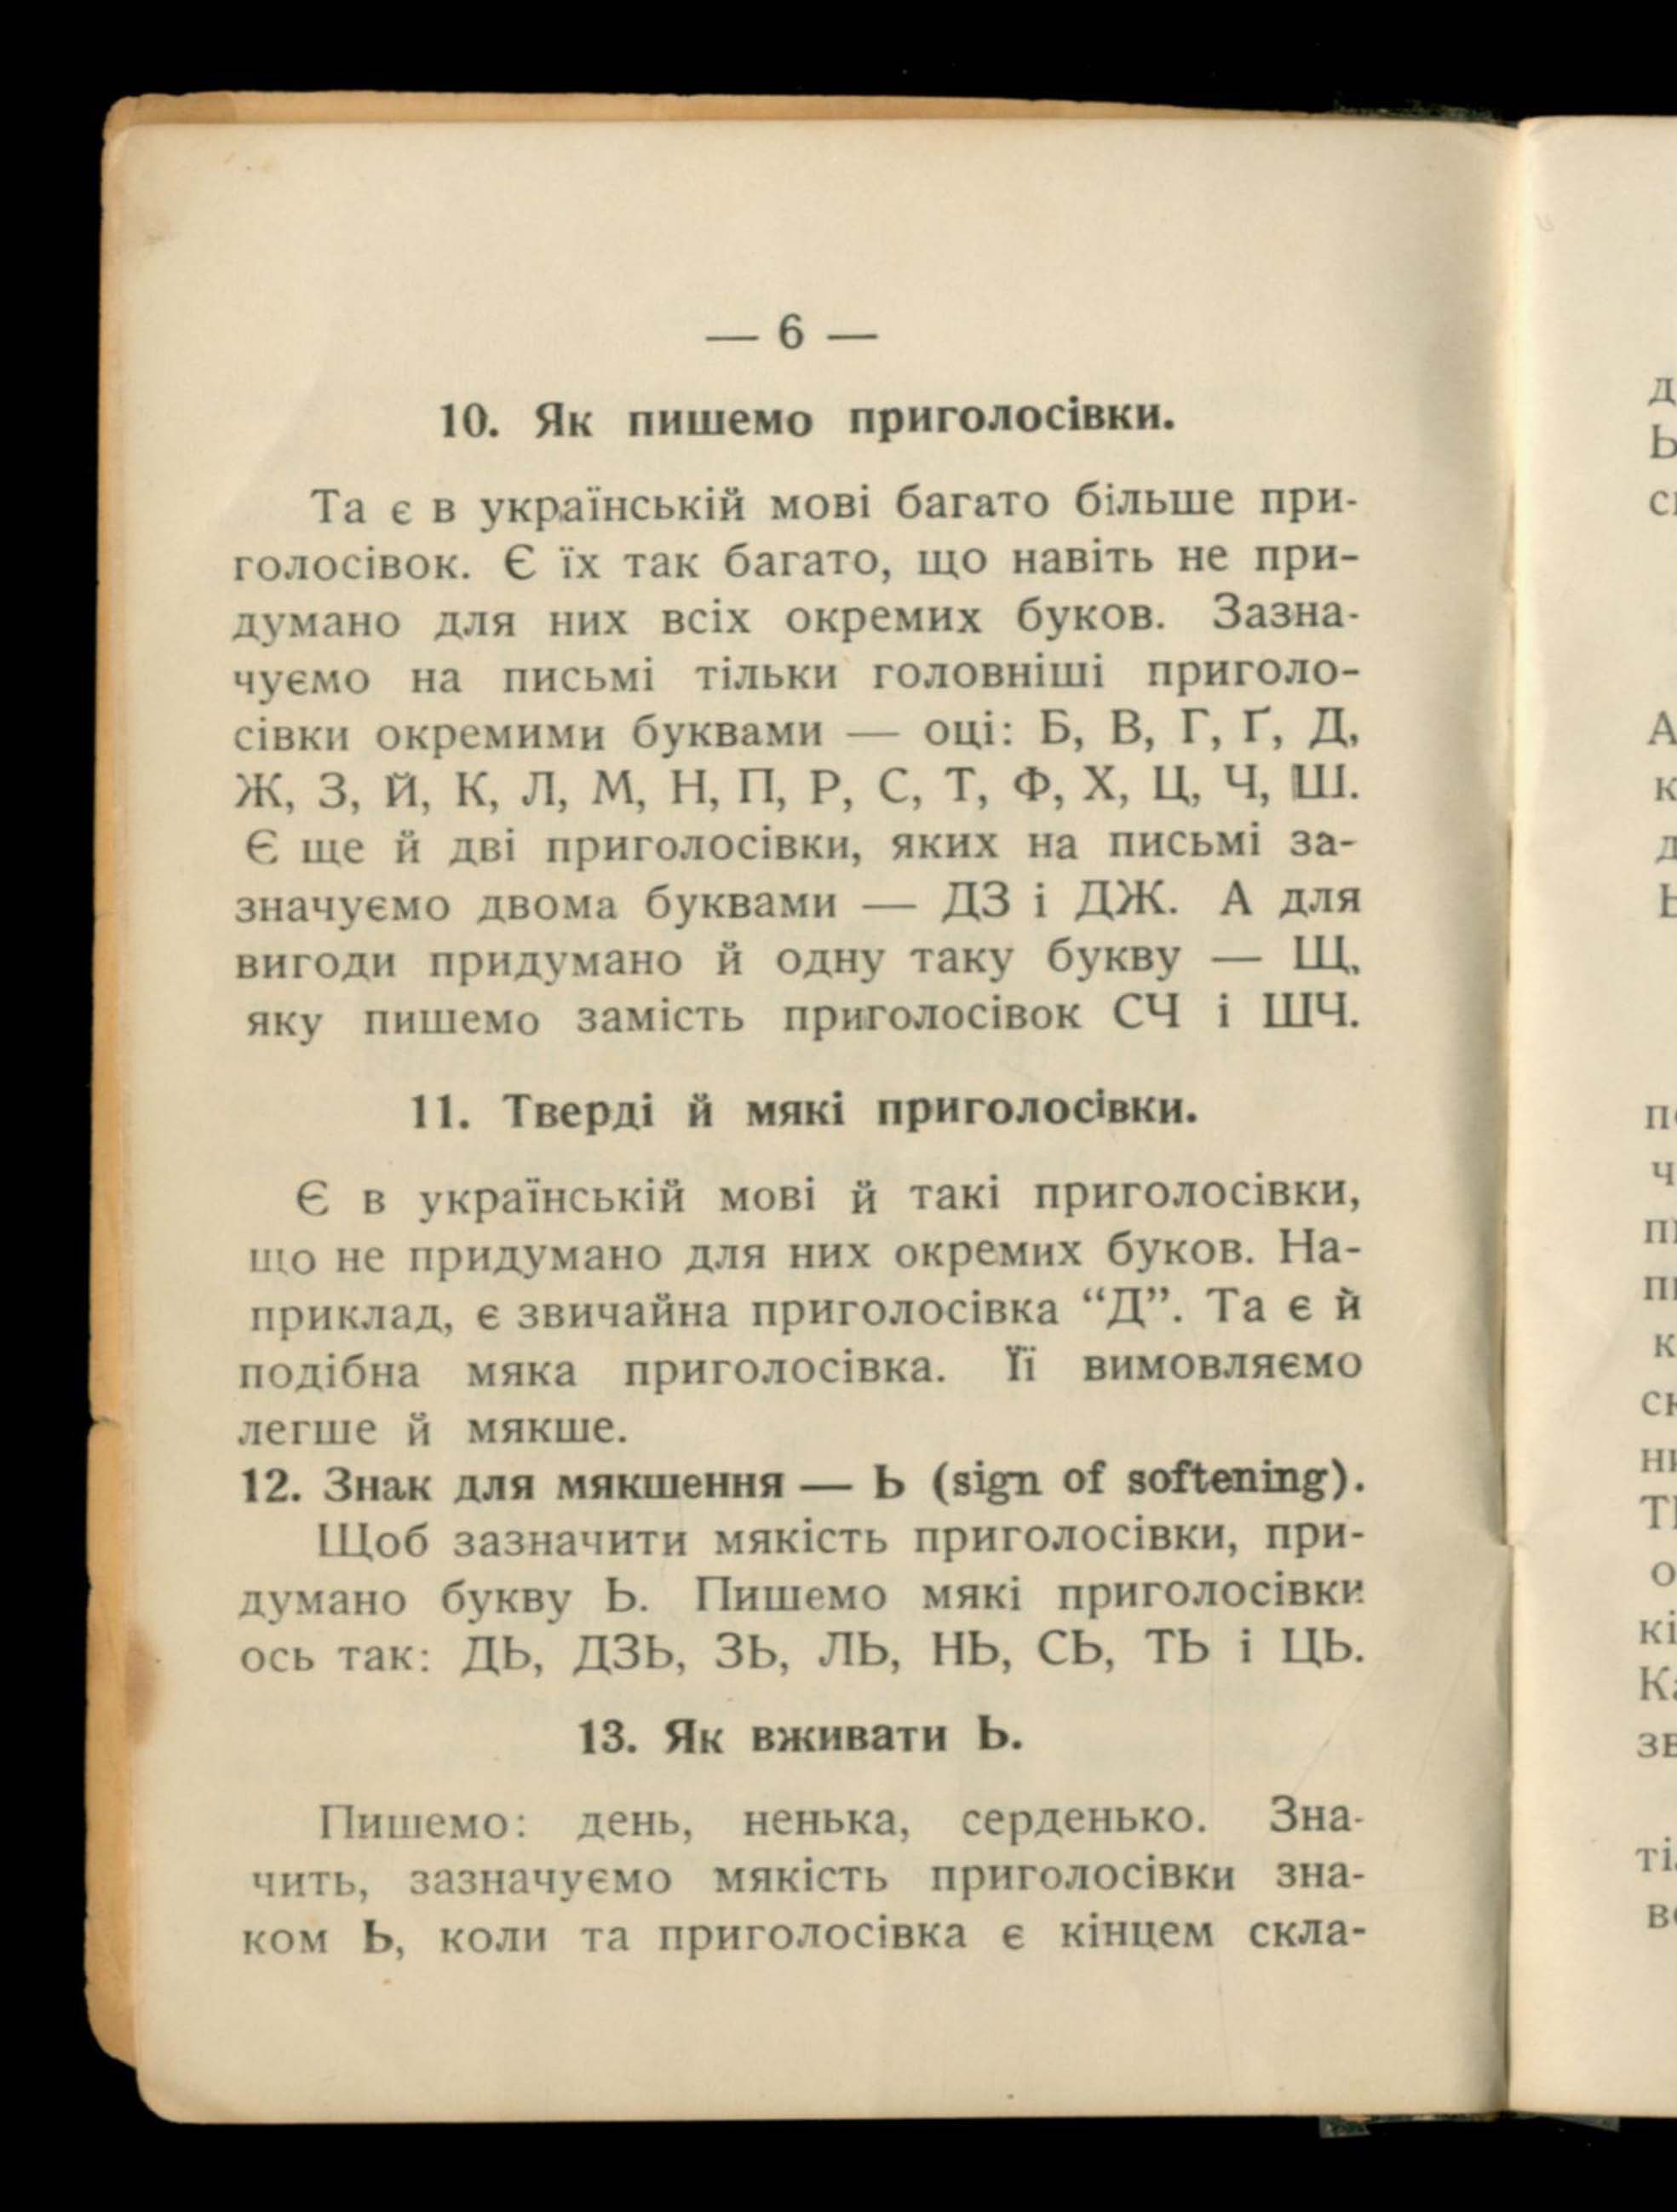 — 6 —
10. Як пишемо приголосівки.
Та є в українській мові багато більше при-
голосівок. Є їх так багато, що навіть не при-
думано для них всіх окремих буков. Зазна-
чуємо на письмі тільки головніші приголо-
сівки окремими буквами — оці: Б, В, Г, Ґ, Д,
Ж, З, Й, К, Л, М, Н, П, Р, С, Т, Ф, Х, Ц, Ч, Ш.
Є ще й дві приголосівки, яких на письмі за-
значуємо двома буквами — ДЗ і ДЖ. А для
вигоди придумано й одну таку букву — Щ,
яку пишемо замість приголосівок СЧ і ШЧ.
11. Тверді й мякі приголосівки.
Є в українській мові й такі приголосівки,
що не придумано для них окремих буков. На-
приклад, є звичайна приголосівка “Д”. Та є й
подібна мяка приголосівка. Її вимовляємо
легше й мякше.
12. Знак для мякшення — Ь (sign of softening).
Щоб зазначити мякість приголосівки, при-
думано букву Ь. Пишемо мякі приголосівки
ось так: ДЬ, ДЗЬ, ЗЬ, ЛЬ, НЬ, СЬ, ТЬ і ЦЬ.
13. Як вживати Ь.
Пишемо: день, ненька, серденько. Зна-
чить, зазначуємо мякість приголосівки зна-
ком Ь, коли та приголосівка є кінцем скла-